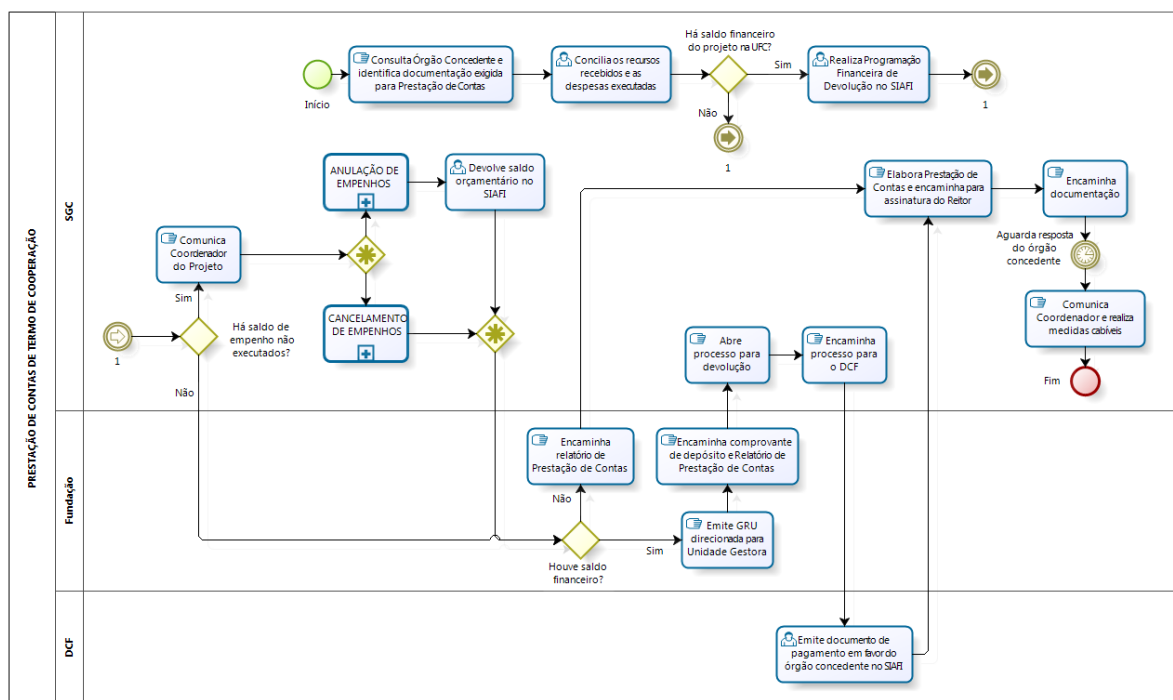 PRESTAÇÃO DE CONTAS DE TERMO DE COOPERAÇÃO
SGC
Início
Consulta Órgão Concedente e
identifica documentação exigida
para Prestação de Contas
Concilia os recursos
recebidos e as
despesas executadas
Há saldo financeiro
do projeto na UFC?
Sim
Não
1
Realiza Programação
Financeira de
Devolução no SIAFI
1
ANULAÇÃO DE
EMPENHOS
Devolve saldo
orçamentário no
SIAFI
Comunica
Coordenador
do Projeto
Sim
1
Há saldo de
empenho não
executados?
Não
CANCELAMENTO
DE EMPENHOS
Elabora Prestação de
Contas e encaminha para
assinatura do Reitor
Encaminha
documentação
Aguarda resposta
do órgão
concedente
Comunica
Coordenador e realiza
medidas cabíveis
Fim
Abre
processo para
devolução
Encaminha
processo para
o DCF
Fundação
Encaminha
relatório de
Prestação de Contas
Não
Houve saldo
financeiro?
Sim
Encaminha comprovante
de depósito e Relatório de
Prestação de Contas
Emite GRU
direcionada para
Unidade Gestora
DCF
Emite documento de
pagamento em favor do
órgão concedente no SIAFI